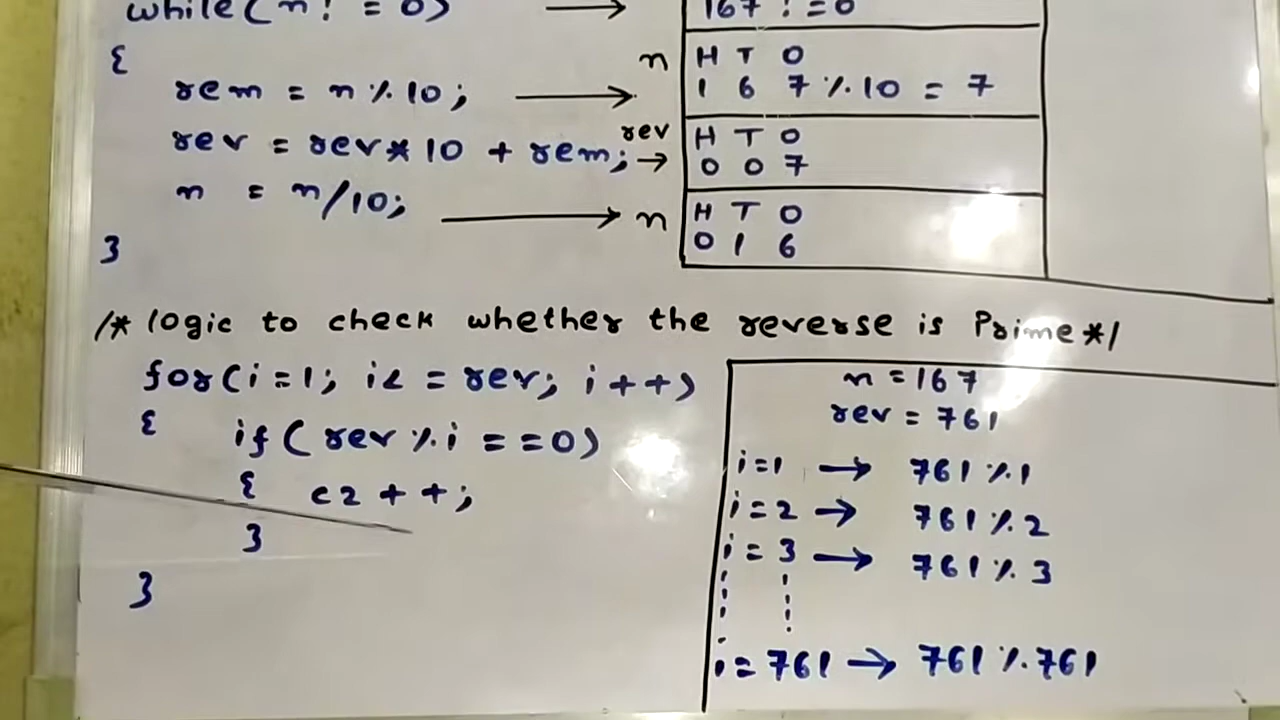 while(n! = 0) → 167 ! = 0
{
n H T O
rem = n % 10; → 1 6 7 % 10 = 7
rev H T O
rev = rev * 10 + rem; → 0 0 7
n = n/10; → n H T O
0 1 6
}
/* logic to check whether the reverse is Prime */
for(i=1; i< = rev; i++)
{ if( rev % i = = 0)
{ c2 + +;
}
}
n = 167
rev = 761
i=1 → 761 % 1
i = 2 → 761 % 2
i = 3 → 761 % 3
i = 761 → 761 % 761